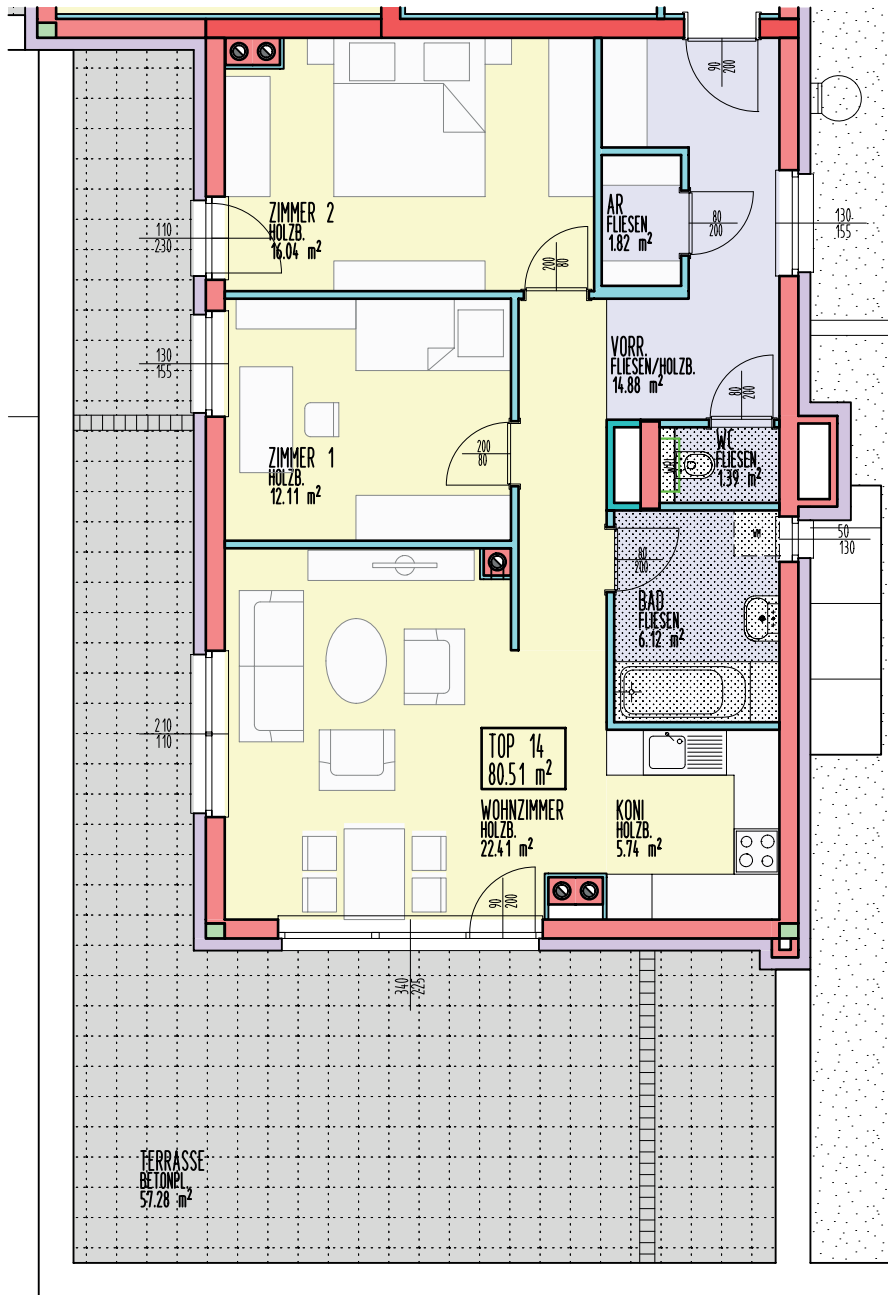 90
200
ZIMMER 2
HOLZB.
16.04 m²
AR
FLIESEN
1.82 m²
80
200
130
155
110
230
200
80
130
155
VORR.
FLIESEN/HOLZB.
14.88 m²
80
200
ZIMMER 1
HOLZB.
12.11 m²
200
80
WC
FLIESEN
1.39 m²
50
130
80
200
WM
BAD
FLIESEN
6.12 m²
210
110
TOP 14
80.51 m²
WOHNZIMMER
HOLZB.
22.41 m²
KONI
HOLZB.
5.74 m²
90
200
340
225
TERRASSE
BETONPL.
57.28 m²